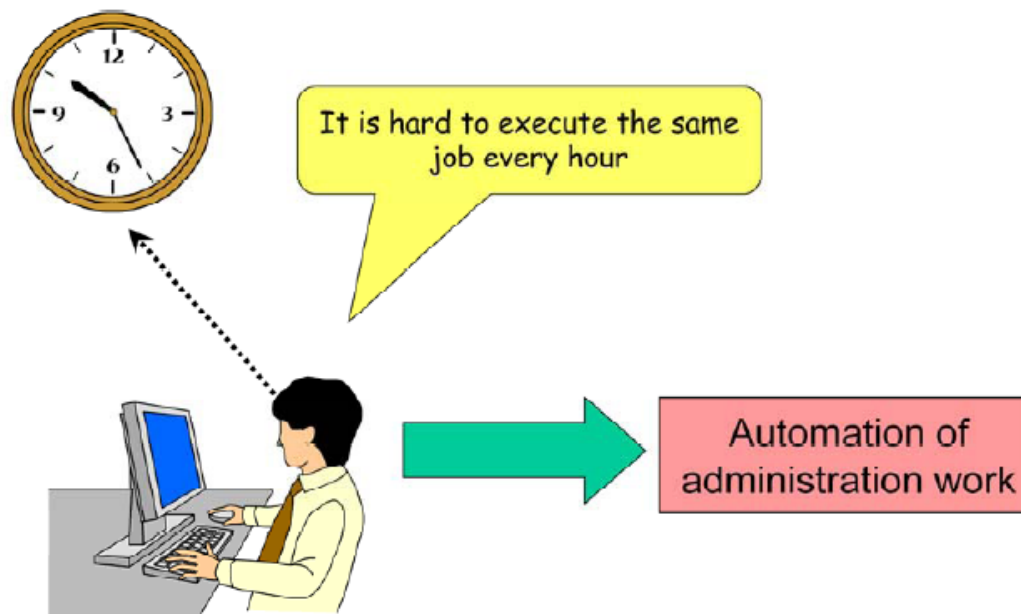 12
9
3
6
It is hard to execute the same
job every hour
Automation of
administration work